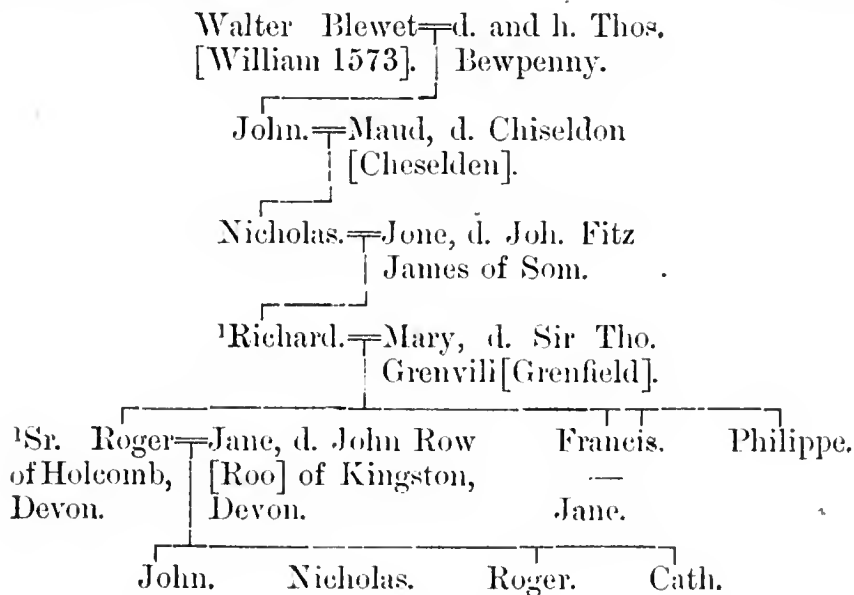 Walter Blewet=d. and h. Thos.
[William 1573]. Bewpenny.
John.=Maud, d. Chiseldon
[Cheselden].
Nicholas.=Jone, d. Joh. Fitz
James of Som.
¹Richard.=Mary, d. Sir Tho.
Grenvili[Grenfield].
¹Sr. Roger=Jane, d. John Row Francis. Philippe.
of Holcomb, [Roo] of Kingston, —
Devon. Devon. Jane.
John. Nicholas. Roger. Cath.